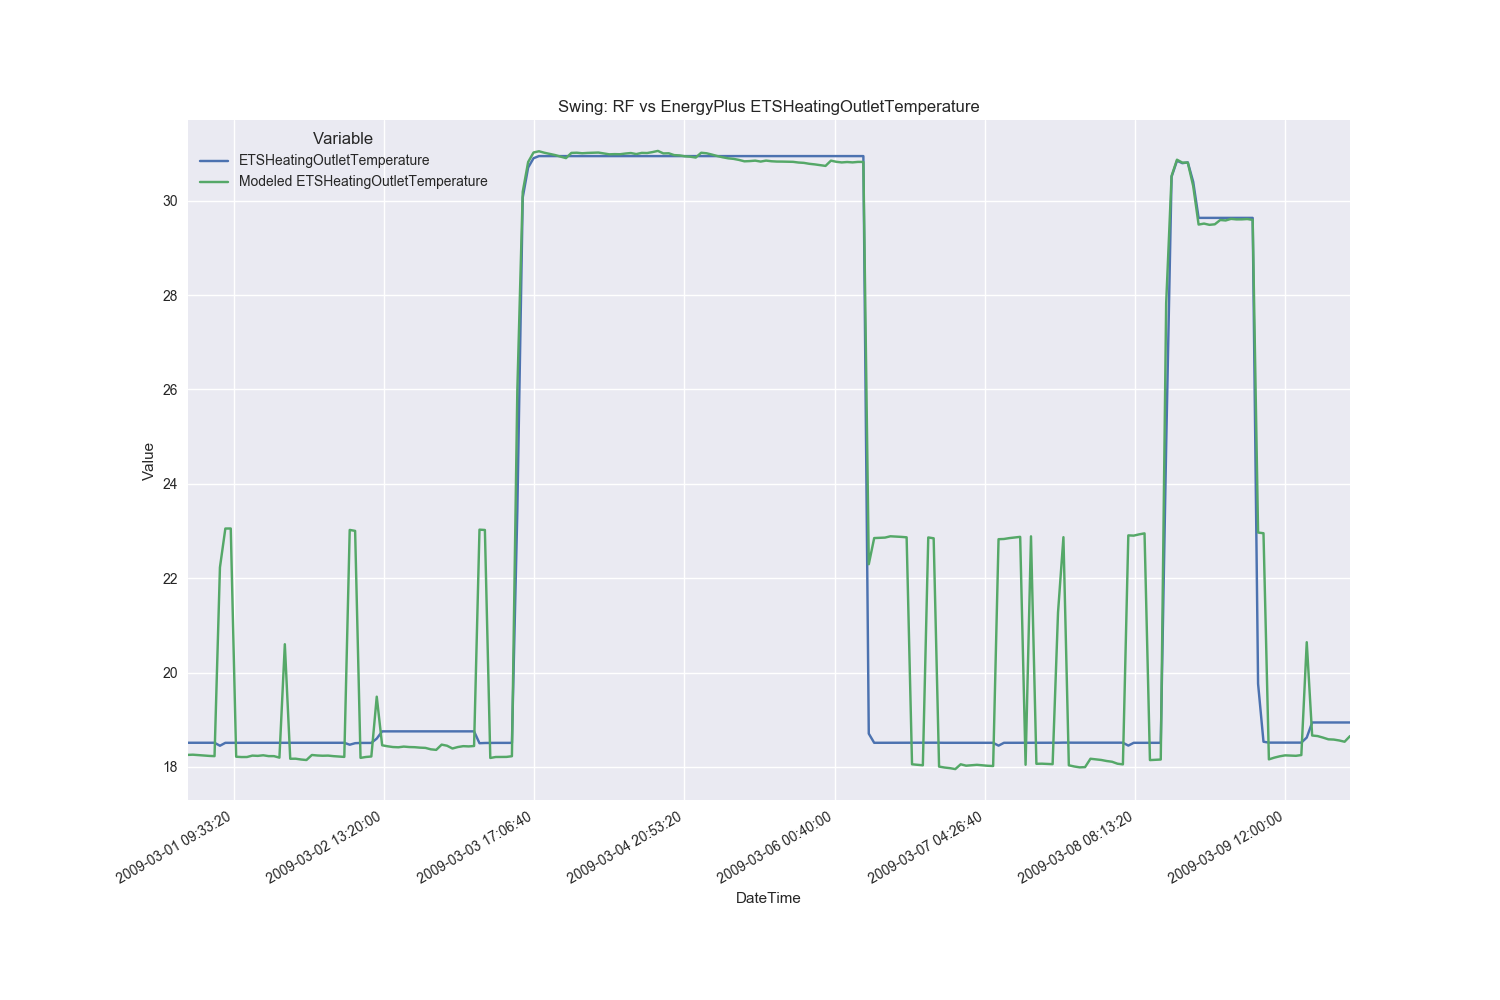 Swing: RF vs EnergyPlus ETSHeatingOutletTemperature
Variable
ETSHeatingOutletTemperature
Modeled ETSHeatingOutletTemperature
30
28
26
24
22
20
18
Value
2009-03-01 09:33:20
2009-03-02 13:20:00
2009-03-03 17:06:40
2009-03-04 20:53:20
2009-03-06 00:40:00
2009-03-07 04:26:40
2009-03-08 08:13:20
2009-03-09 12:00:00
DateTime